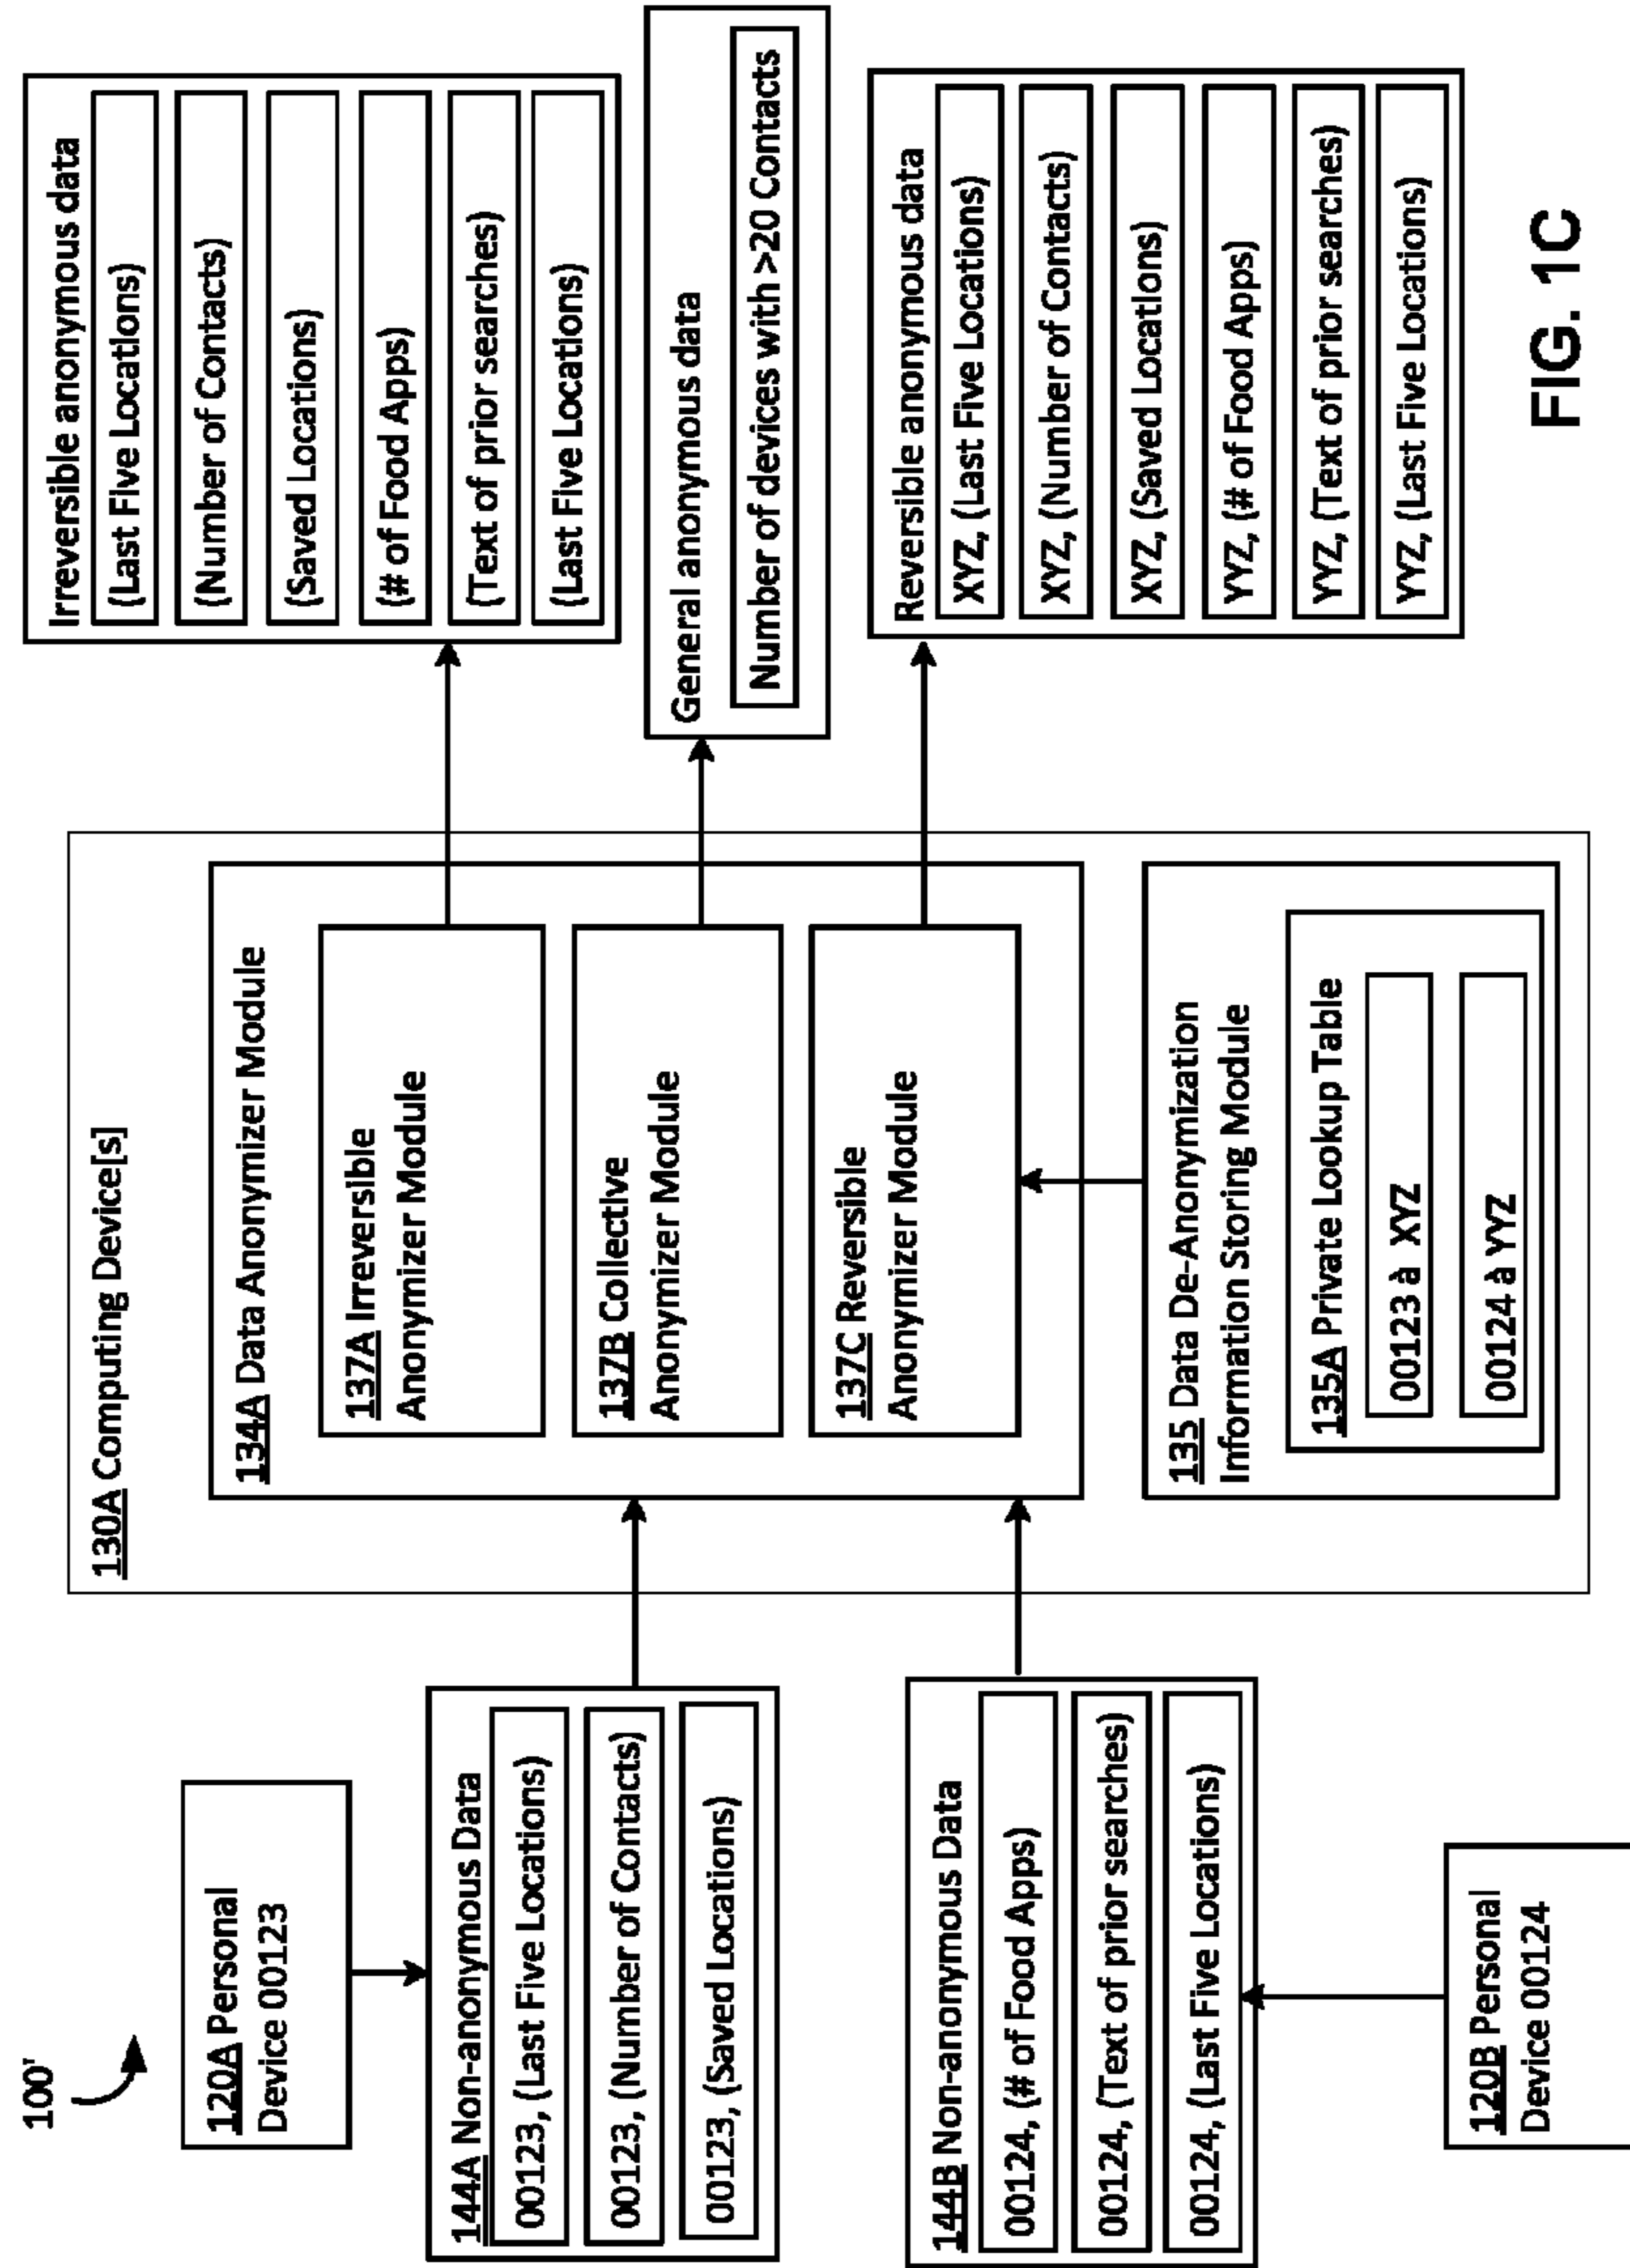 100'
120A Personal
Device 00123
144A Non-anonymous Data
00123, (Last Five Locations)
00123, (Number of Contacts)
00123, (Saved Locations)
144B Non-anonymous Data
00124, (# of Food Apps)
00124, (Text of prior searches)
00124, (Last Five Locations)
120B Personal
Device 00124
130A Computing Device[s]
134A Data Anonymizer Module
137A Irreversible
Anonymizer Module
137B Collective
Anonymizer Module
137C Reversible
Anonymizer Module
135 Data De-Anonymization
Information Storing Module
135A Private Lookup Table
00123 à XYZ
00124 à YYZ
Irreversible anonymous data
(Last Five Locations)
(Number of Contacts)
(Saved Locations)
(# of Food Apps)
(Text of prior searches)
(Last Five Locations)
General anonymous data
Number of devices with >20 Contacts
Reversible anonymous data
XYZ, (Last Five Locations)
XYZ, (Number of Contacts)
XYZ, (Saved Locations)
YYZ, (# of Food Apps)
YYZ, (Text of prior searches)
YYZ, (Last Five Locations)
FIG. 1C